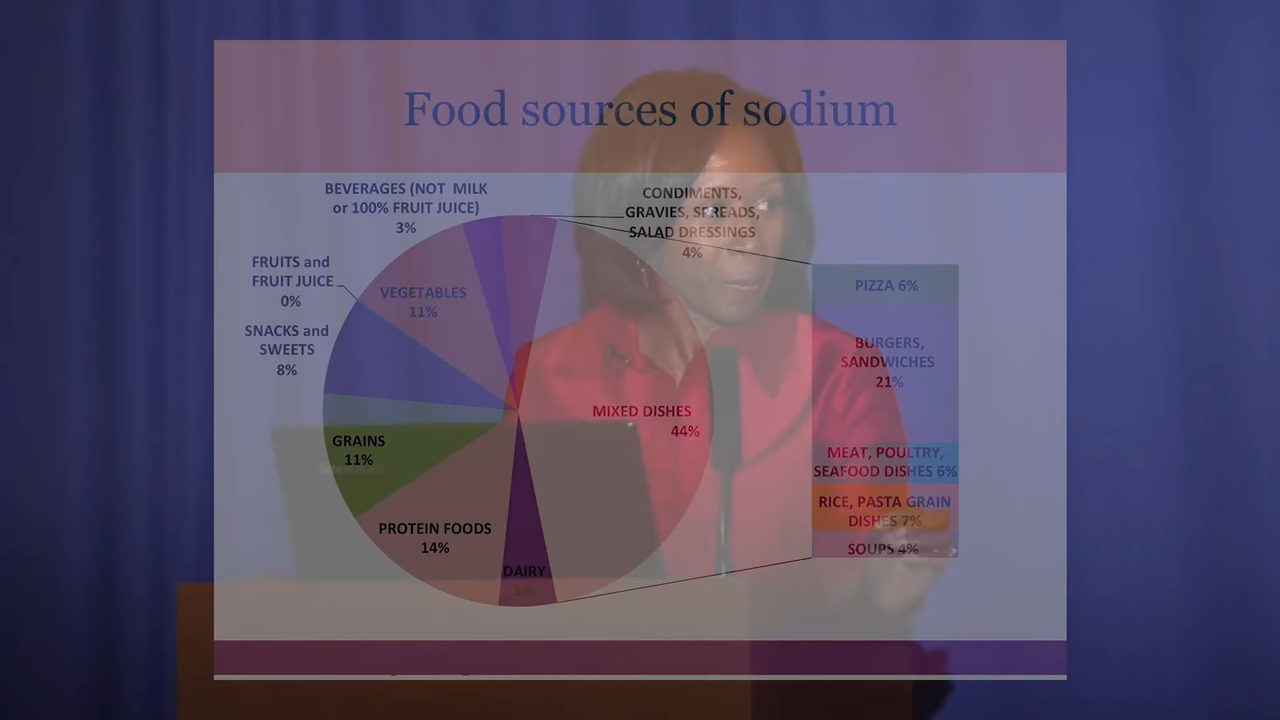 Food sources of sodium
BEVERAGES (NOT MILK
or 100% FRUIT JUICE)
3%
CONDIMENTS,
GRAVIES, SPREADS,
SALAD DRESSINGS
4%
FRUITS and
FRUIT JUICE
0%
VEGETABLES
11%
SNACKS and
SWEETS
8%
GRAINS
11%
PROTEIN FOODS
14%
DAIRY
5%
MIXED DISHES
44%
PIZZA 6%
BURGERS,
SANDWICHES
21%
MEAT, POULTRY,
SEAFOOD DISHES 6%
RICE, PASTA GRAIN
DISHES 7%
SOUPS 4%